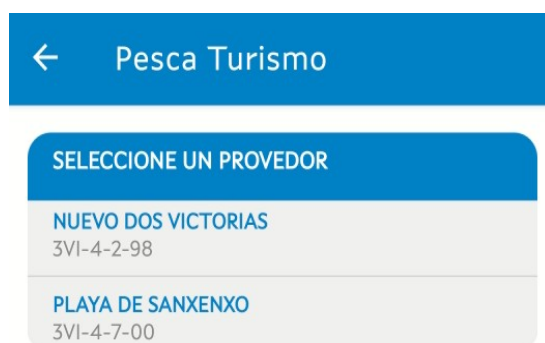 Pesca Turismo
SELECCIONE UN PROVEDOR
NUEVO DOS VICTORIAS
3VI-4-2-98
PLAYA DE SANXENXO
3VI-4-7-00